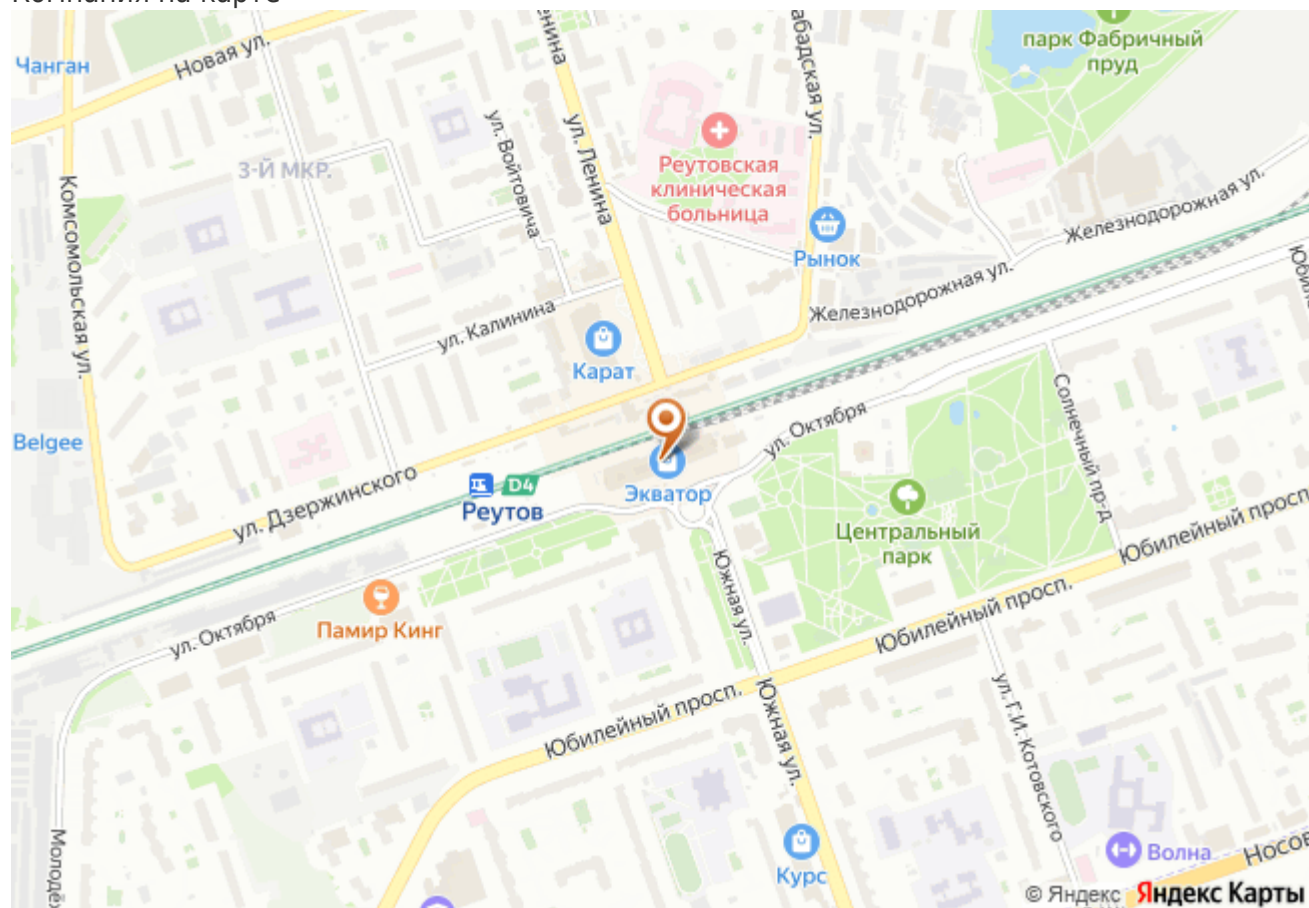 Компания на карте
парк Фабричный
пруд
Чанган
Новая ул.
ул. Ленина
ул. Войтовича
3-Й МКР.
Реутовская
клиническая
больница
Рынок
Железнодорожная ул.
Железнодорожная ул.
Комсомольская ул.
ул. Калинина
Карат
Belgee
ул. Октября
Солнечный пр-д
ул. Дзержинского
D4
Реутов
Экватор
Центральный
парк
Юбилейный просп.
Юбилейный просп.
Южная ул.
Памир Кинг
ул. Октября
Юбилейный просп.
Южная ул.
ул. Г.И. Котовского
Курс
Волна
© Яндекс Яндекс Карты